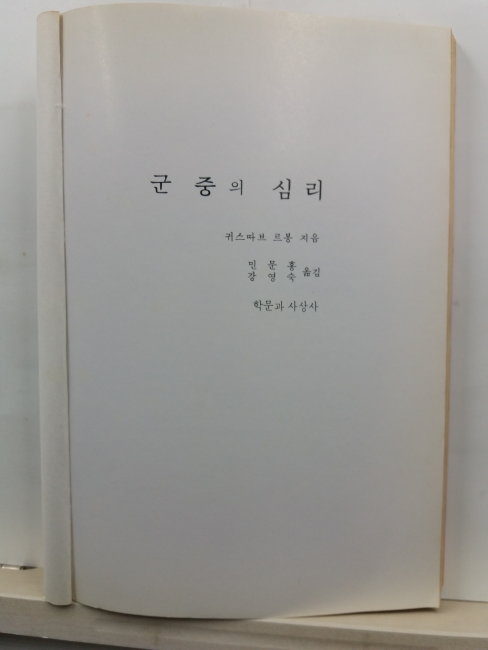 군중의 심리
귀스따브 르봉 지음
민문홍
강영숙 옮김
학문과 사상사